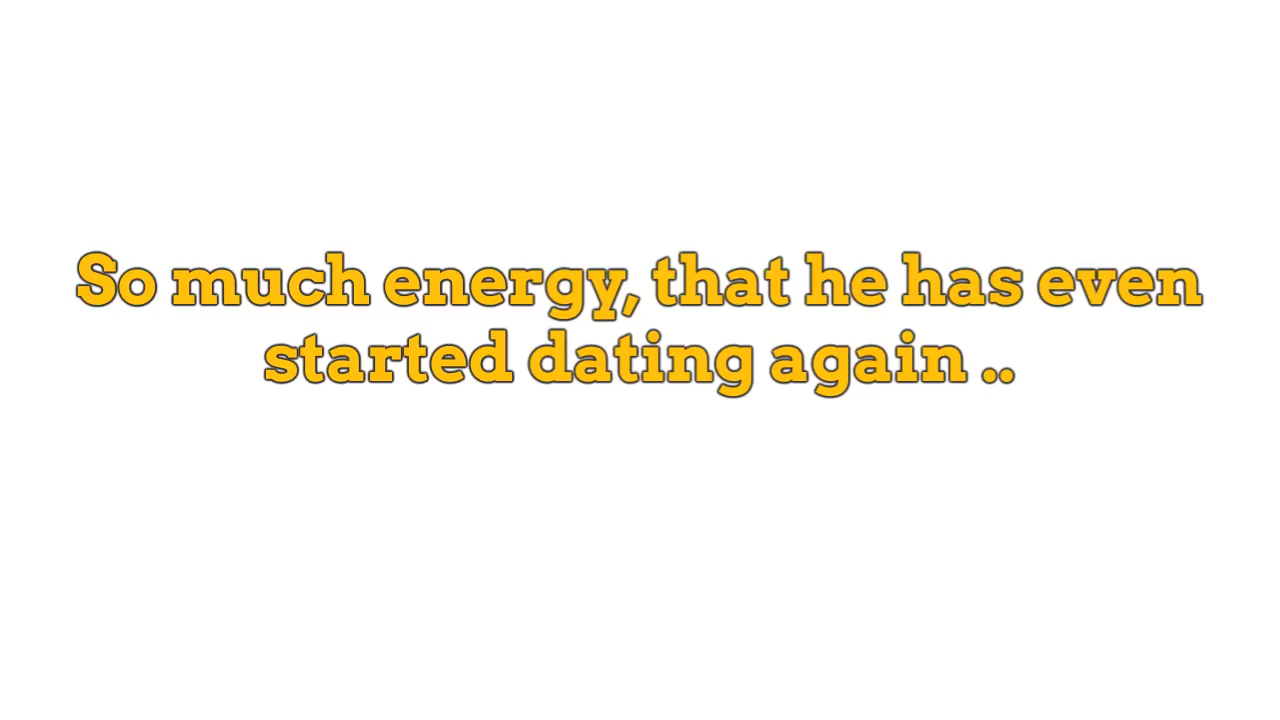 So much energy, that he has even
started dating again ..